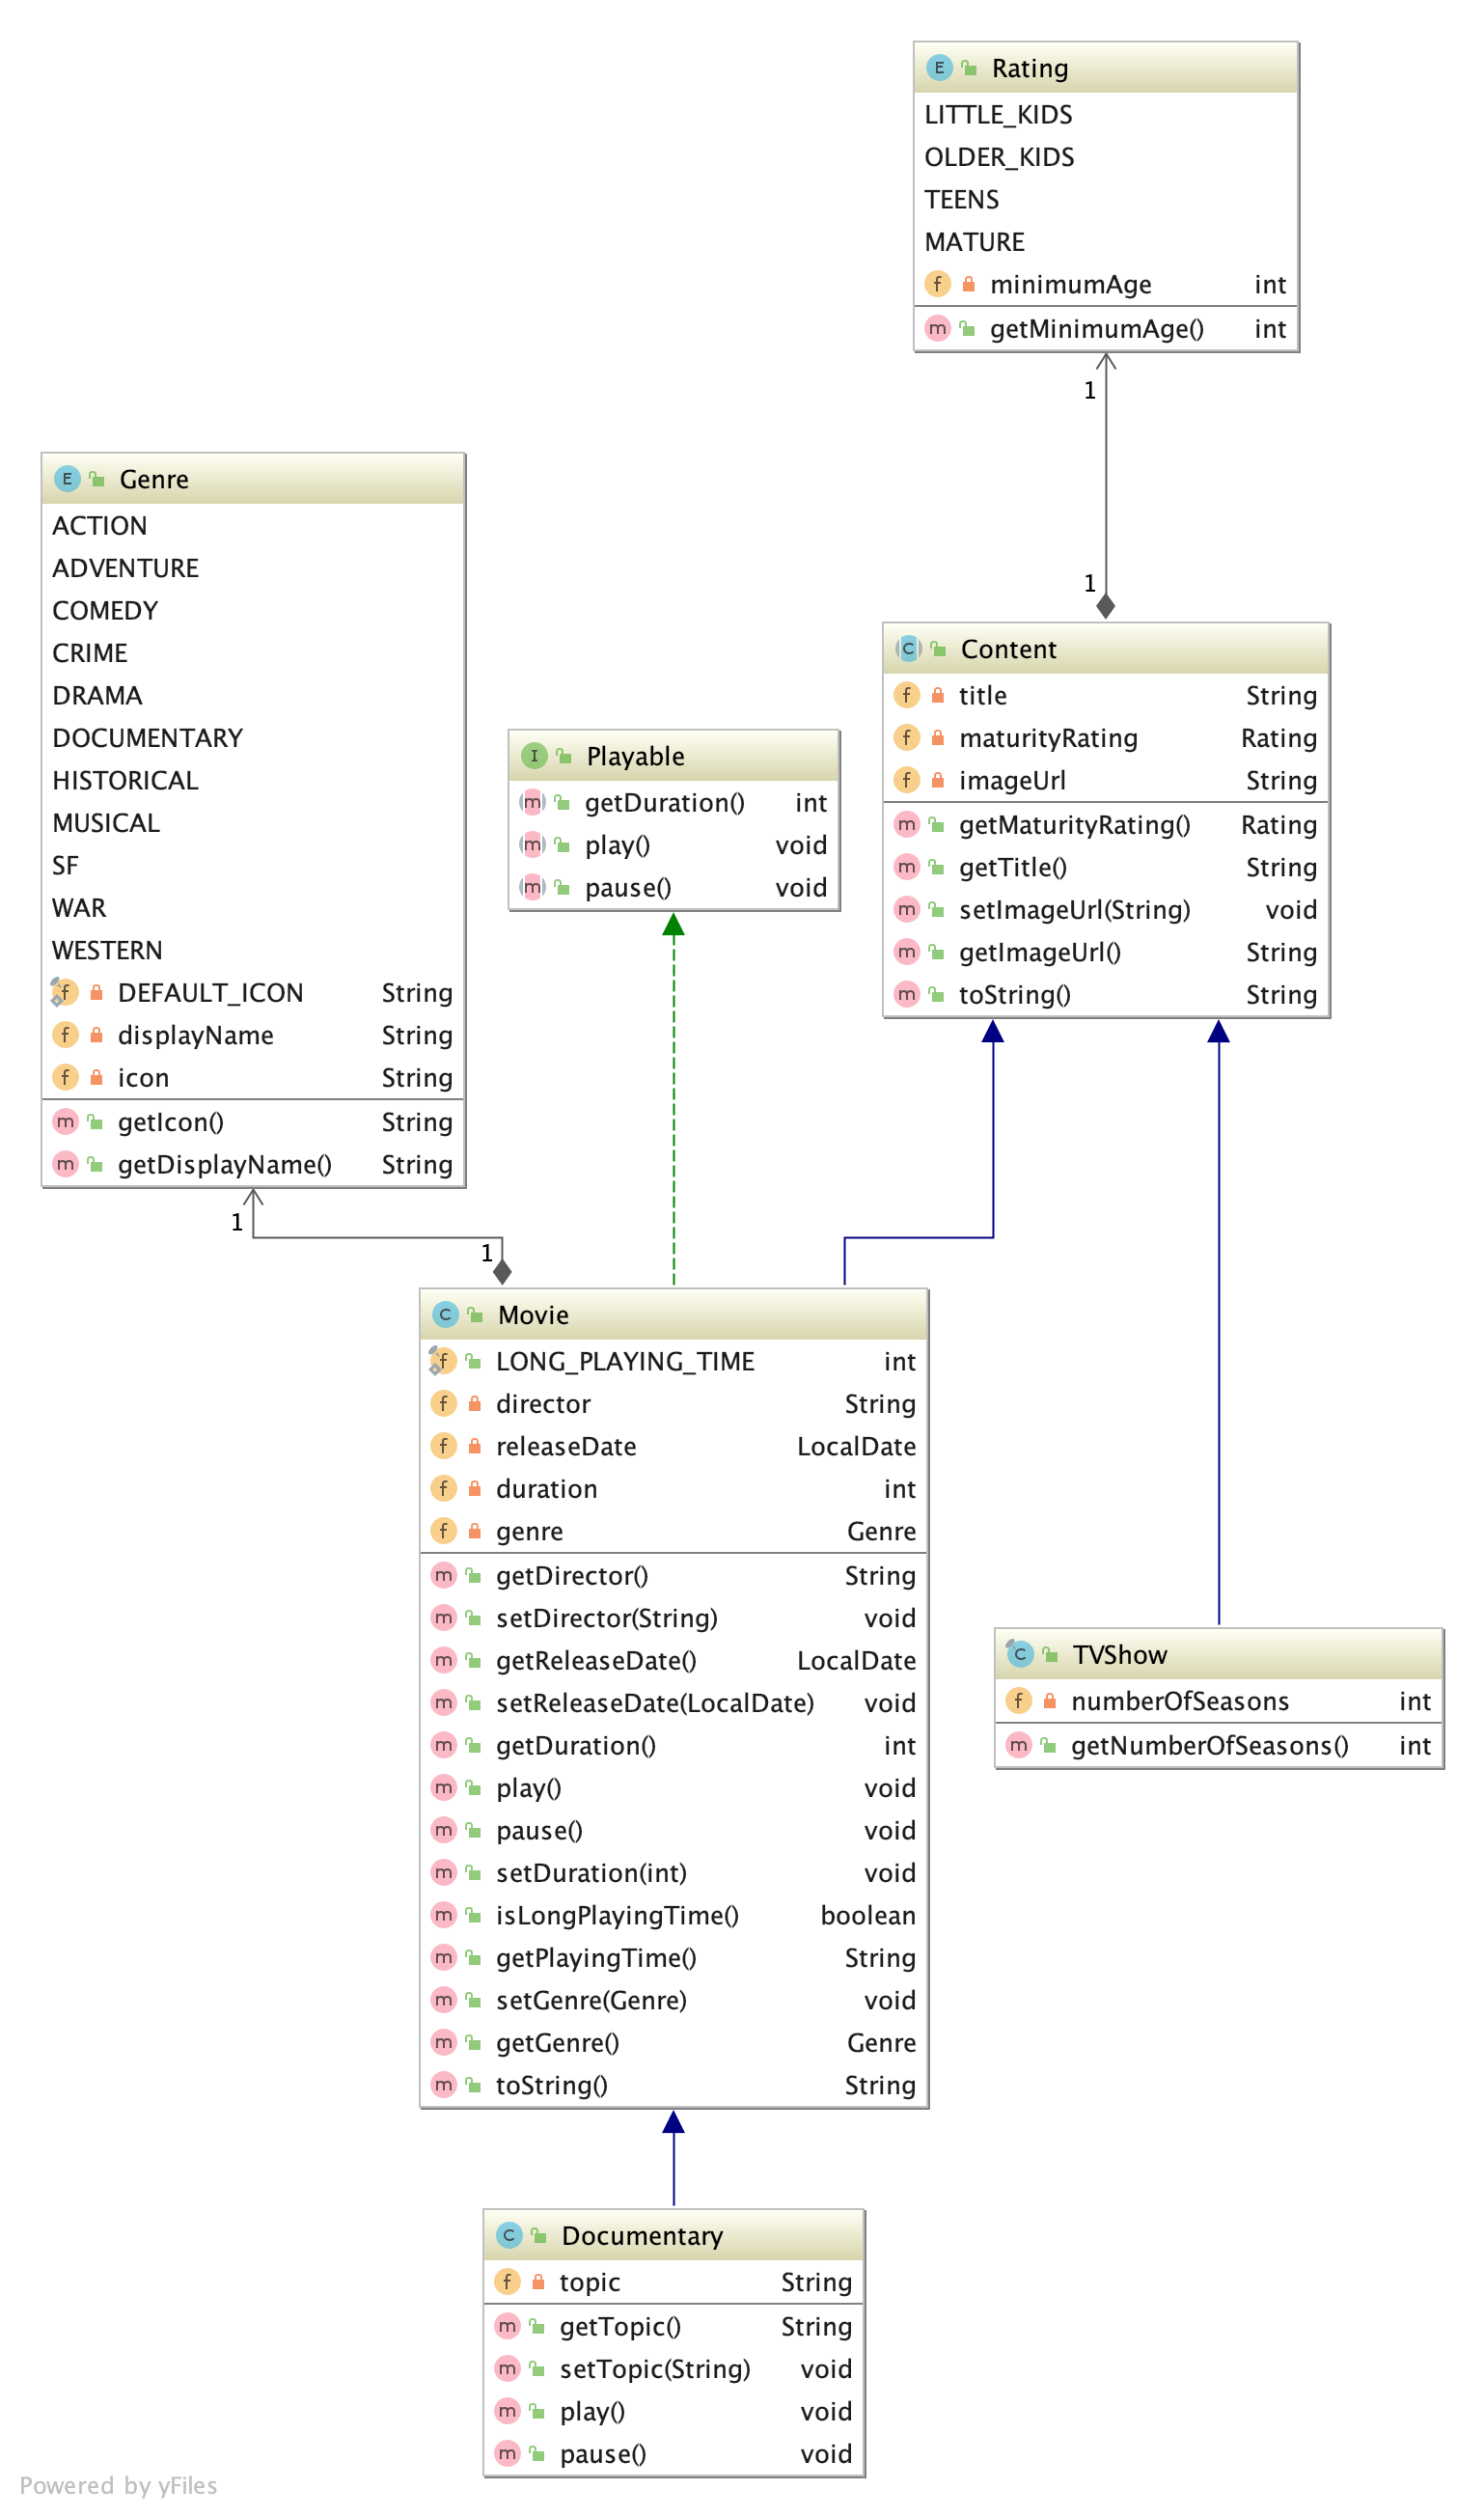 Rating
LITTLE_KIDS
OLDER_KIDS
TEENS
MATURE
minimumAge int
getMinimumAge() int
1
1
Genre
ACTION
ADVENTURE
COMEDY
CRIME
DRAMA
DOCUMENTARY
HISTORICAL
MUSICAL
SF
WAR
WESTERN
DEFAULT_ICON String
displayName String
icon String
getIcon() String
getDisplayName() String
1
1
Playable
getDuration() int
play() void
pause() void
Content
title String
maturityRating Rating
imageUrl String
getMaturityRating() Rating
getTitle() String
setImageUrl(String) void
getImageUrl() String
toString() String
Movie
LONG_PLAYING_TIME int
director String
releaseDate LocalDate
duration int
genre Genre
getDirector() String
setDirector(String) void
getReleaseDate() LocalDate
setReleaseDate(LocalDate) void
getDuration() int
play() void
pause() void
setDuration(int) void
isLongPlayingTime() boolean
getPlayingTime() String
setGenre(Genre) void
getGenre() Genre
toString() String
TVShow
numberOfSeasons int
getNumberOfSeasons() int
Documentary
topic String
getTopic() String
setTopic(String) void
play() void
pause() void
Powered by yFiles